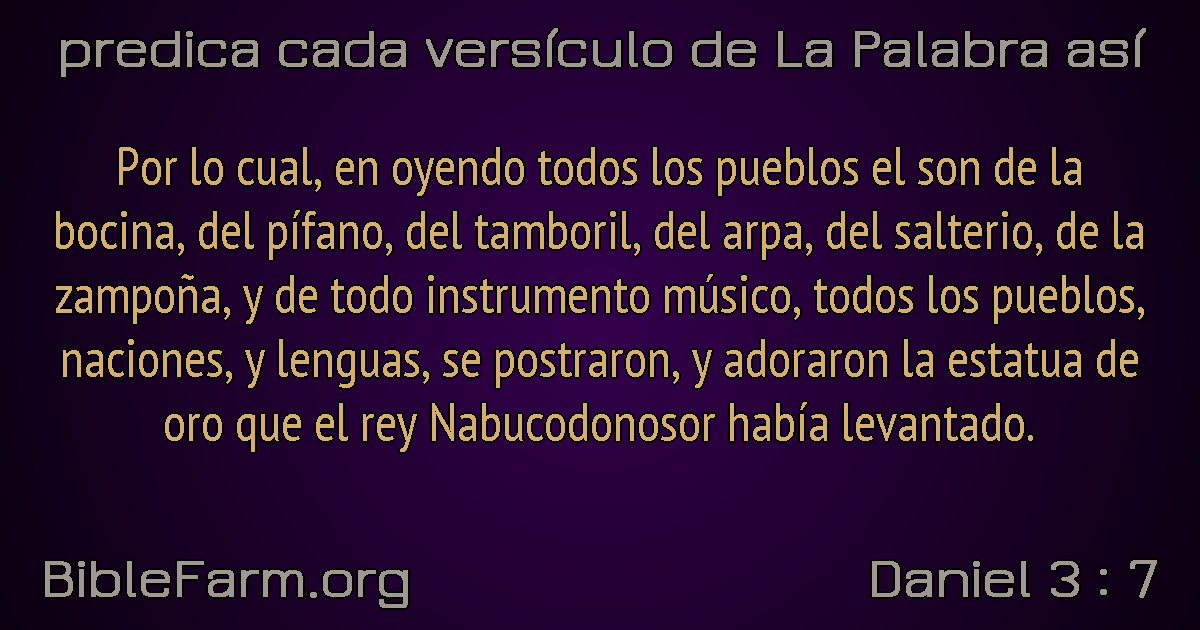 predica cada versículo de La Palabra así
Por lo cual, en oyendo todos los pueblos el son de la
bocina, del pífano, del tamboril, del arpa, del salterio, de la
zampoña, y de todo instrumento músico, todos los pueblos,
naciones, y lenguas, se postraron, y adoraron la estatua de
oro que el rey Nabucodonosor había levantado.
BibleFarm.org
Daniel 3 : 7